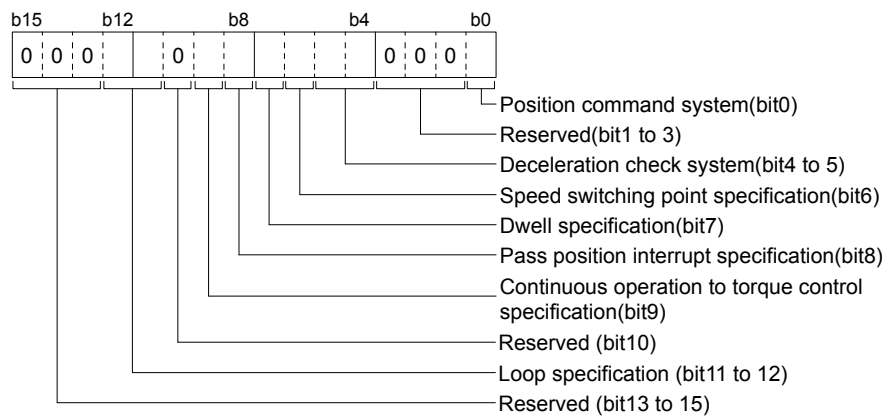 b15 b12 b8 b4 b0
0 0 0 0 0 0 0
Position command system(bit0)
Reserved(bit1 to 3)
Deceleration check system(bit4 to 5)
Speed switching point specification(bit6)
Dwell specification(bit7)
Pass position interrupt specification(bit8)
Continuous operation to torque control
specification(bit9)
Reserved (bit10)
Loop specification (bit11 to 12)
Reserved (bit13 to 15)